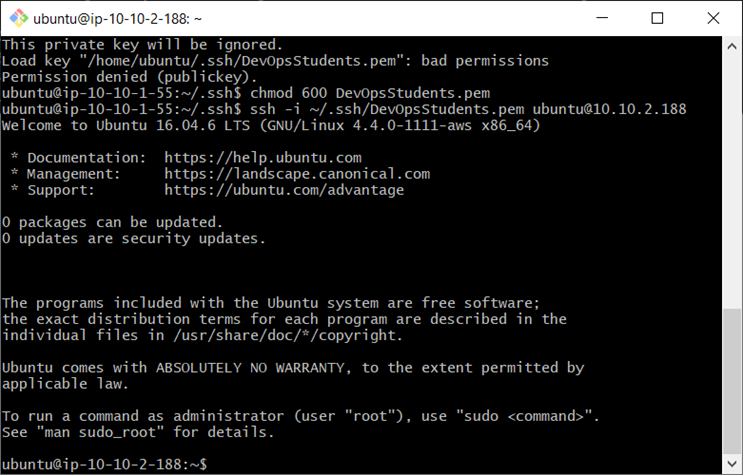 ubuntu@ip-10-10-2-188: ~
This private key will be ignored.
Load key "/home/ubuntu/.ssh/DevOpsStudents.pem": bad permissions
Permission denied (publickey).
ubuntu@ip-10-10-1-55:~/.ssh$ chmod 600 DevOpsStudents.pem
ubuntu@ip-10-10-1-55:~/.ssh$ ssh -i ~/.ssh/DevOpsStudents.pem ubuntu@10.10.2.188
Welcome to Ubuntu 16.04.6 LTS (GNU/Linux 4.4.0-1111-aws x86_64)
 * Documentation:  https://help.ubuntu.com
 * Management:     https://landscape.canonical.com
 * Support:        https://ubuntu.com/advantage
0 packages can be updated.
0 updates are security updates.
The programs included with the Ubuntu system are free software;
the exact distribution terms for each program are described in the
individual files in /usr/share/doc/*/copyright.
Ubuntu comes with ABSOLUTELY NO WARRANTY, to the extent permitted by
applicable law.
To run a command as administrator (user "root"), use "sudo <command>".
See "man sudo_root" for details.
ubuntu@ip-10-10-2-188:~$